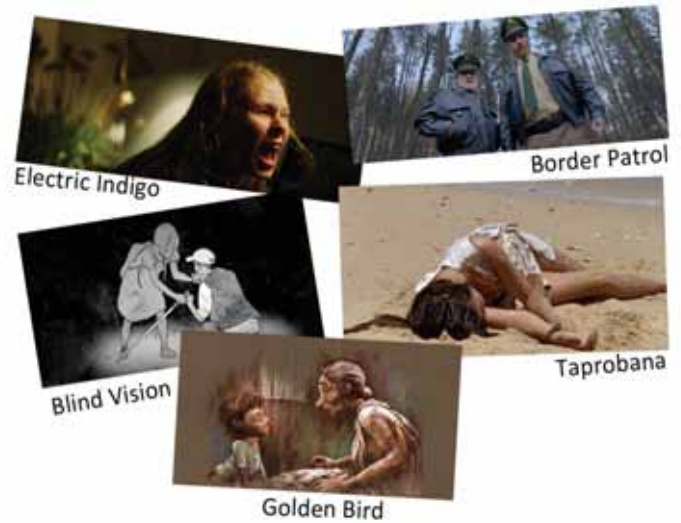 Electric Indigo
Border Patrol
Blind Vision
Taprobana
Golden Bird